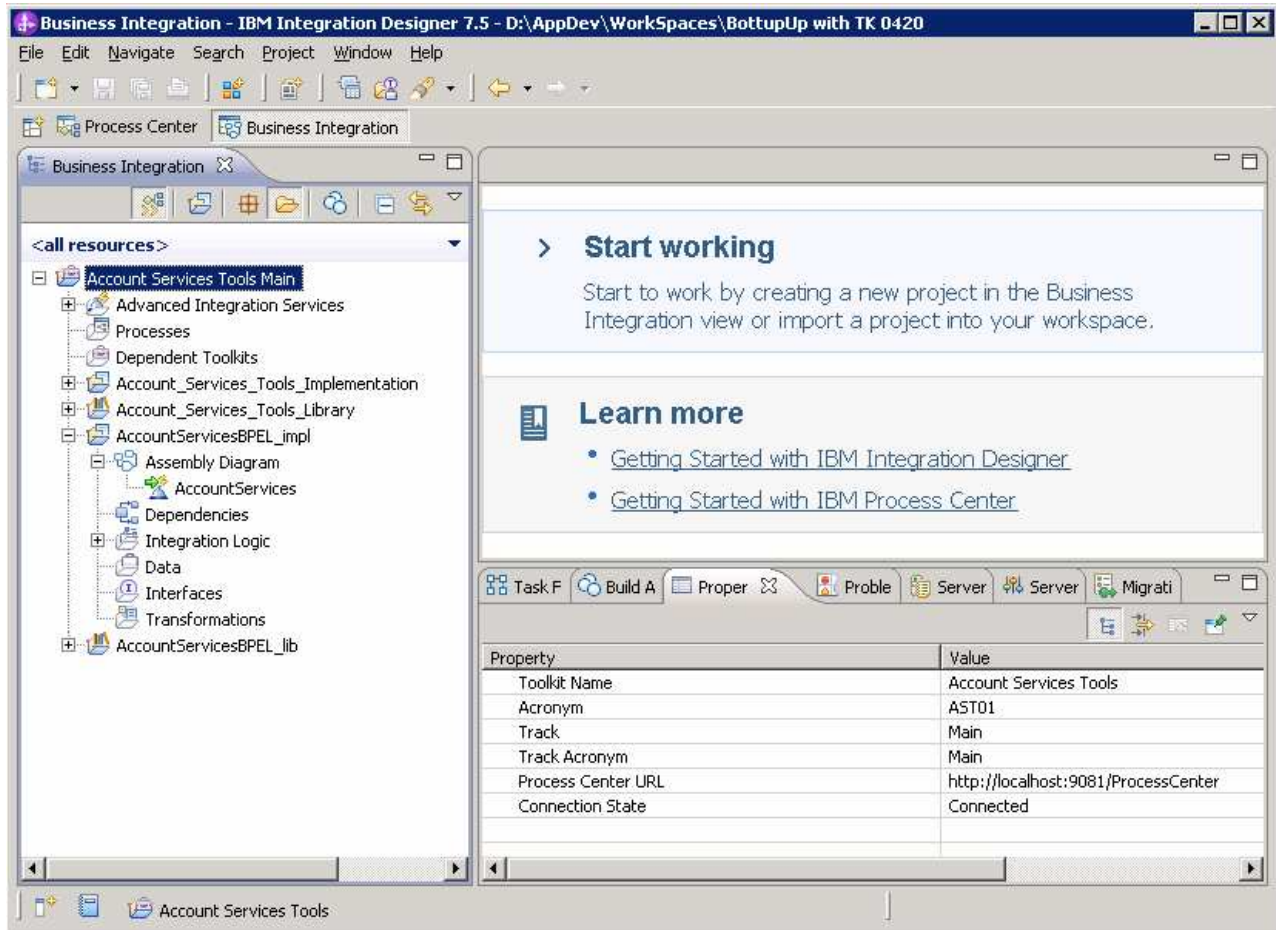 Business Integration - IBM Integration Designer 7.5 - D:\AppDev\WorkSpaces\BottupUp with TK 0420
File Edit Navigate Search Project Window Help
Process Center Business Integration
Business Integration
<all resources>
Account Services Tools Main
Advanced Integration Services
Processes
Dependent Toolkits
Account_Services_Tools_Implementation
Account_Services_Tools_Library
AccountServicesBPEL_impl
Assembly Diagram
AccountServices
Dependencies
Integration Logic
Data
Interfaces
Transformations
AccountServicesBPEL_lib
Start working
Start to work by creating a new project in the Business
Integration view or import a project into your workspace.
Learn more
Getting Started with IBM Integration Designer
Getting Started with IBM Process Center
Task F Build A Proper Proble Server Server Migrati
Property Value
Toolkit Name Account Services Tools
Acronym AST01
Track Main
Track Acronym Main
Process Center URL http://localhost:9081/ProcessCenter
Connection State Connected
Account Services Tools